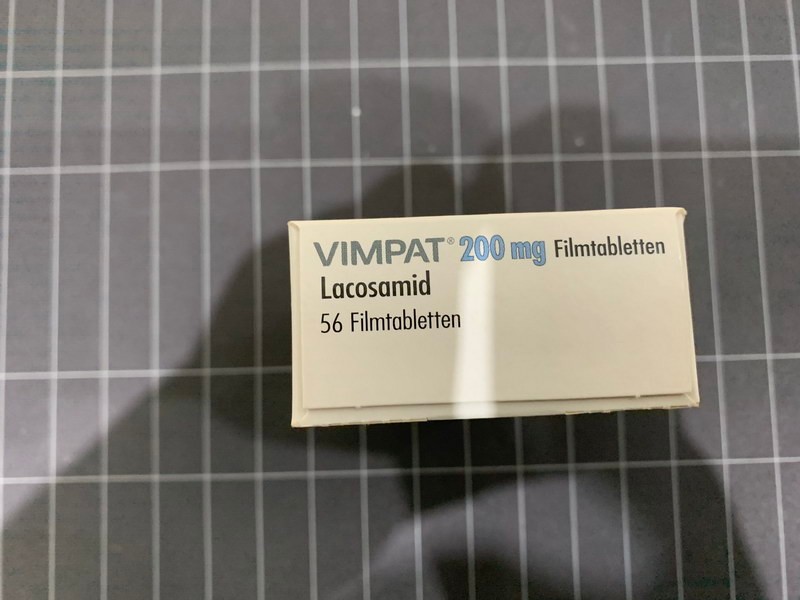 VIMPAT® 200 mg Filmtabletten
Lacosamid
56 Filmtabletten